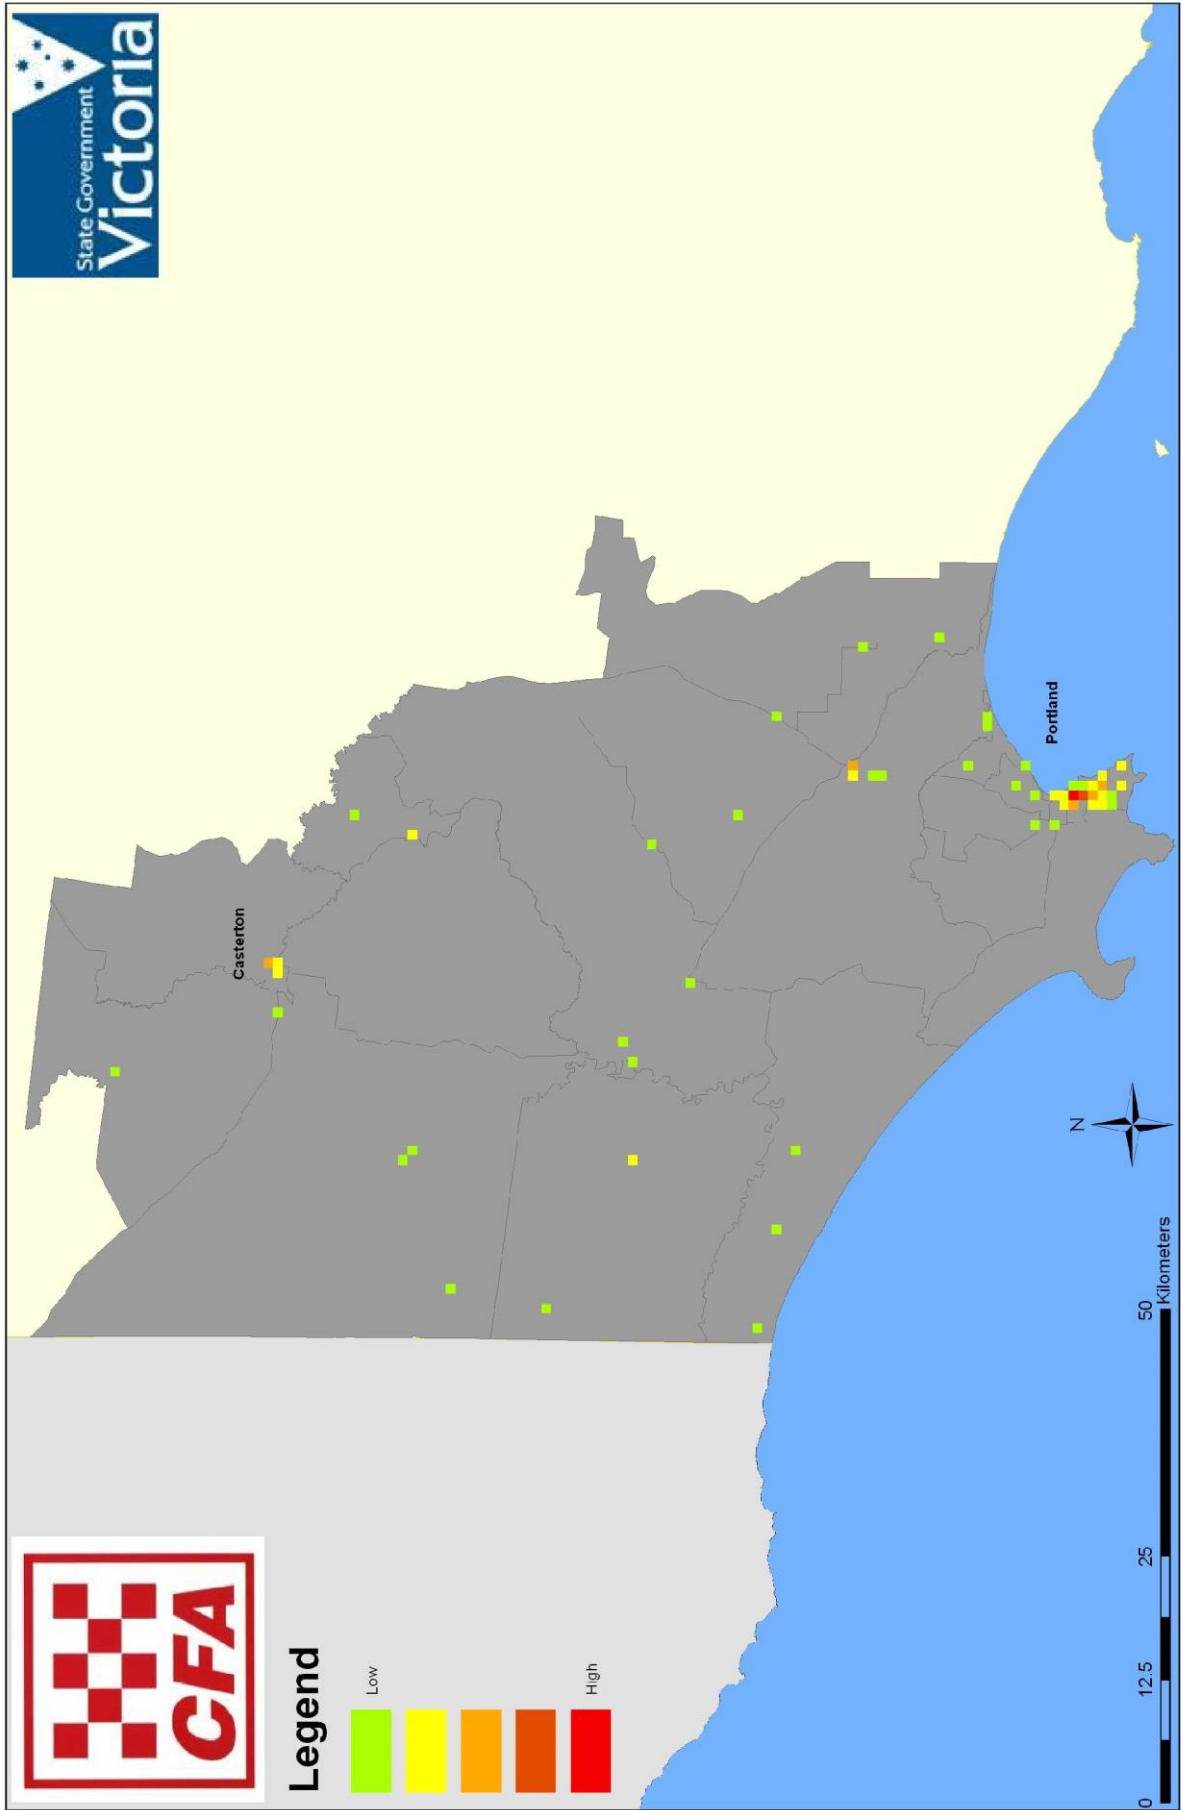 State Government
Victoria
CFA
Legend
Low
High
Casterton
Portland
N
0
12.5
25
50
Kilometers